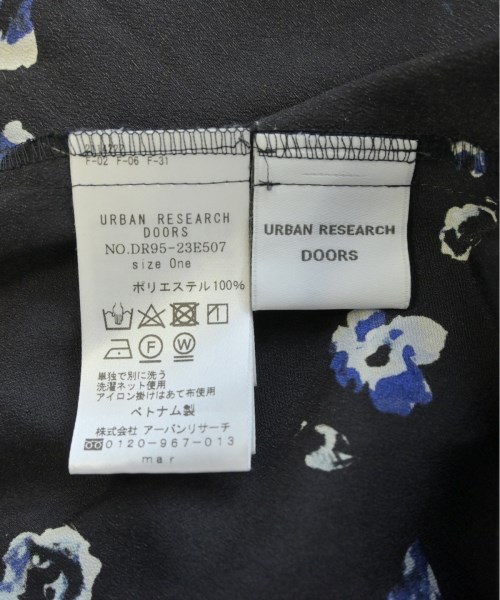 F-02 F-06 F-31
URBAN RESEARCH
DOORS
NO.DR95-23E507
size One
ポリエステル100%
F W
単独で別に洗う
洗濯ネット使用
アイロン掛けはあて布使用
ベトナム製
株式会社 アーバンリサーチ
0120-967-013
mar
URBAN RESEARCH
DOORS